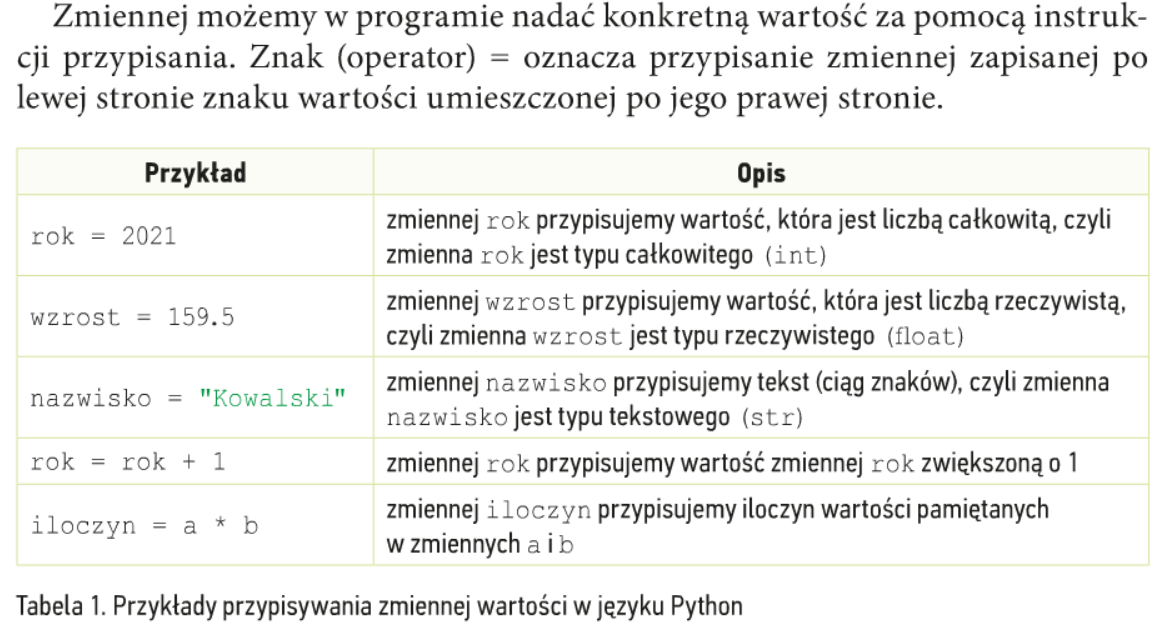 Zmiennej możemy w programie nadać konkretną wartość za pomocą instruk-
cji przypisania. Znak (operator) = oznacza przypisanie zmiennej zapisanej po
lewej stronie znaku wartości umieszczonej po jego prawej stronie.
Przykład
Opis
rok = 2021
zmiennej rok przypisujemy wartość, która jest liczbą całkowitą, czyli
zmienna rok jest typu całkowitego (int)
wzrost = 159.5
zmiennej wzrost przypisujemy wartość, która jest liczbą rzeczywistą,
czyli zmienna wzrost jest typu rzeczywistego (float)
nazwisko = "Kowalski"
zmiennej nazwisko przypisujemy tekst (ciąg znaków), czyli zmienna
nazwisko jest typu tekstowego (str)
rok = rok + 1
zmiennej rok przypisujemy wartość zmiennej rok zwiększoną o 1
iloczyn = a * b
zmiennej iloczyn przypisujemy iloczyn wartości pamiętanych
w zmiennych a i b
Tabela 1. Przykłady przypisywania zmiennej wartości w języku Python